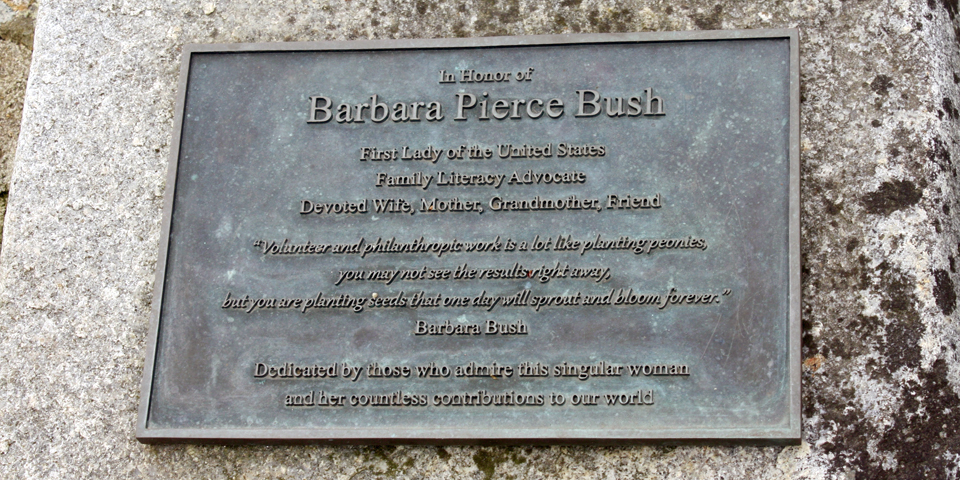 In Honor of
Barbara Pierce Bush
First Lady of the United States
Family Literacy Advocate
Devoted Wife, Mother, Grandmother, Friend
“Volunteer and philanthropic work is a lot like planting peonies,
you may not see the results right away,
but you are planting seeds that one day will sprout and bloom forever.”
Barbara Bush
Dedicated by those who admire this singular woman
and her countless contributions to our world